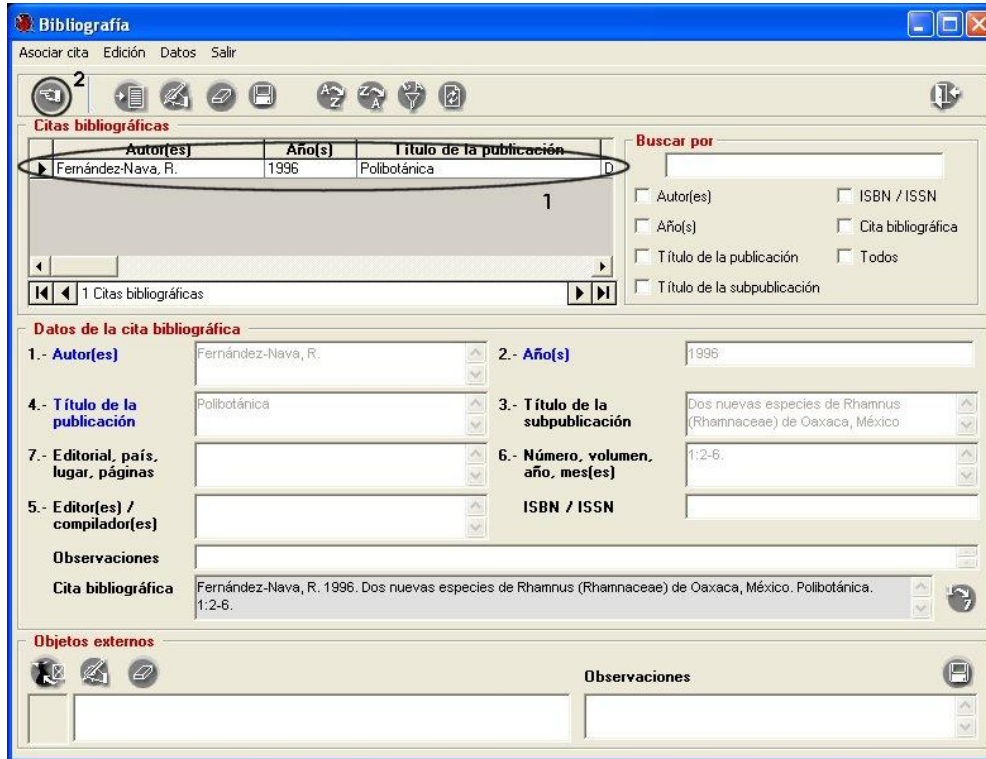 Bibliografía
Asociar cita Edición Datos Salir
2
Citas bibliográficas
Autor(es) Año(s) Título de la publicación
Fernández-Nava, R. 1996 Polibotánica D
1
1 Citas bibliográficas
Buscar por
Autor(es) ISBN / ISSN
Año(s) Cita bibliográfica
Título de la publicación Todos
Título de la subpublicación
Datos de la cita bibliográfica
1.- Autor(es) Fernández-Nava, R. 2.- Año(s) 1996
4.- Título de la publicación Polibotánica 3.- Título de la subpublicación Dos nuevas especies de Rhamnus
(Rhamnaceae) de Oaxaca, México
7.- Editorial, país,
lugar, páginas
6.- Número, volumen,
año, mes(es)
1:2-6.
5.- Editor(es) /
compilador(es)
ISBN / ISSN
Observaciones
Cita bibliográfica Fernández-Nava, R. 1996. Dos nuevas especies de Rhamnus (Rhamnaceae) de Oaxaca, México. Polibotánica.
1:2-6.
Objetos externos
Observaciones